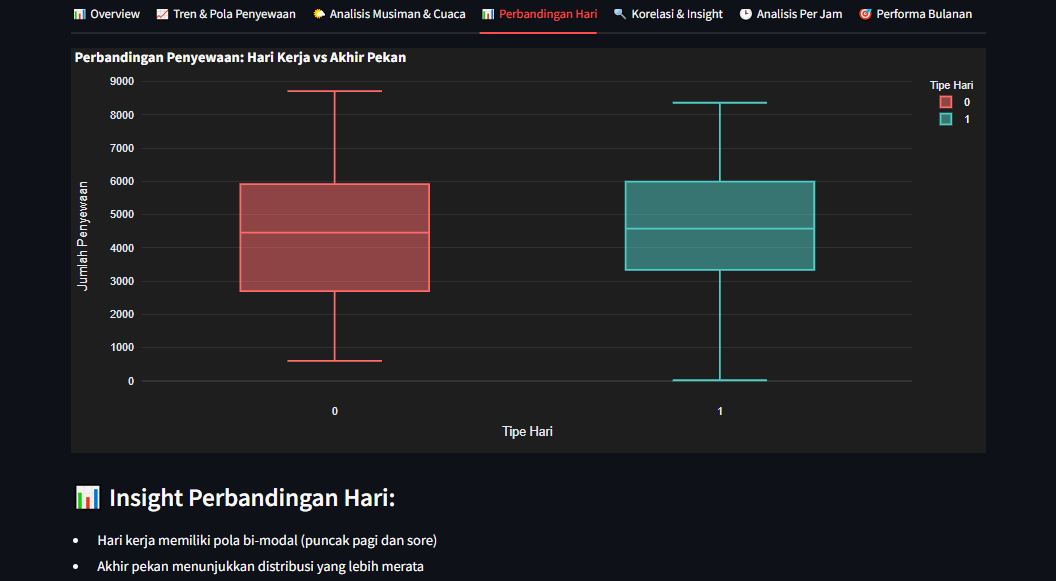 📊 Overview 📈 Tren & Pola Penyewaan 🌤️ Analisis Musiman & Cuaca 📊 Perbandingan Hari 🔍 Korelasi & Insight 🕒 Analisis Per Jam 🎯 Performa Bulanan
Perbandingan Penyewaan: Hari Kerja vs Akhir Pekan
Jumlah Penyewaan
9000
8000
7000
6000
5000
4000
3000
2000
1000
0
0 1
Tipe Hari
Tipe Hari
0
1
📊 Insight Perbandingan Hari:
• Hari kerja memiliki pola bi-modal (puncak pagi dan sore)
• Akhir pekan menunjukkan distribusi yang lebih merata